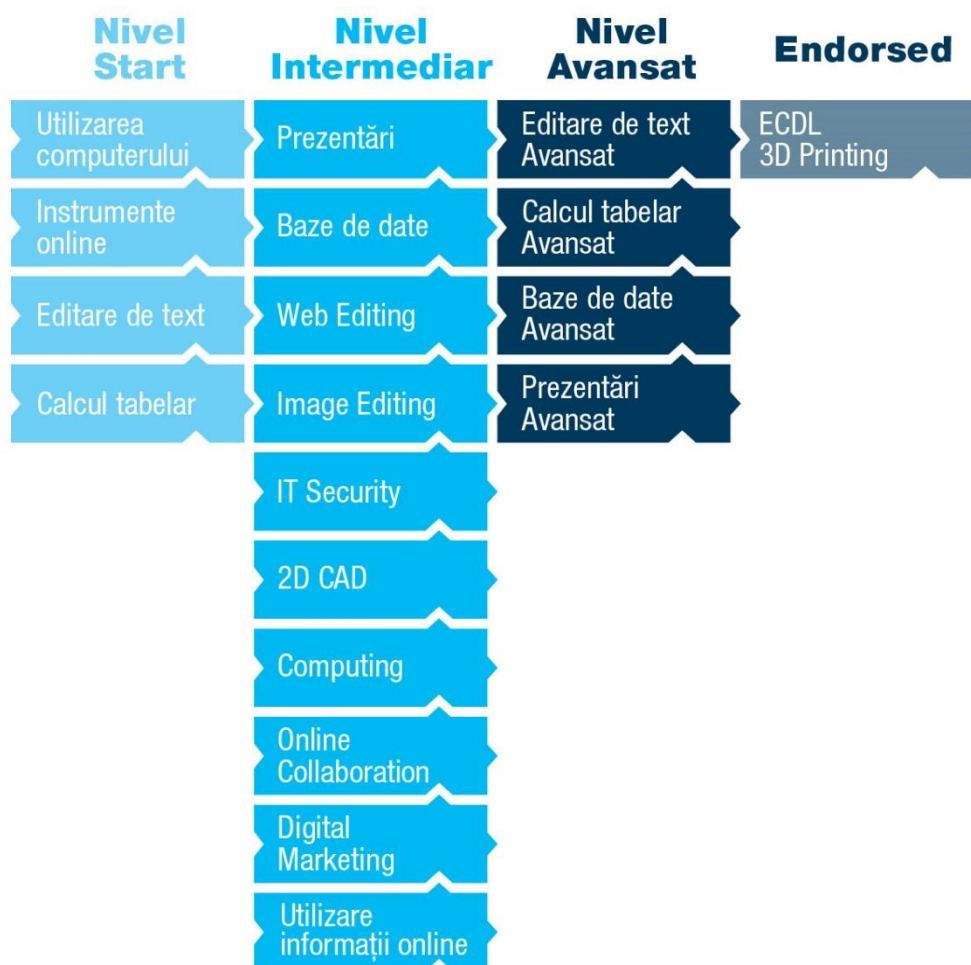 Nivel
Start
Nivel
Intermediar
Nivel
Avansat
Endorsed
Utilizarea
computerului
Instrumente
online
Editare de text
Calcul tabelar
Prezentări
Baze de date
Web Editing
Image Editing
IT Security
2D CAD
Computing
Online
Collaboration
Digital
Marketing
Utilizare
informații online
Editare de text
Avansat
Calcul tabelar
Avansat
Baze de date
Avansat
Prezentări
Avansat
ECDL
3D Printing